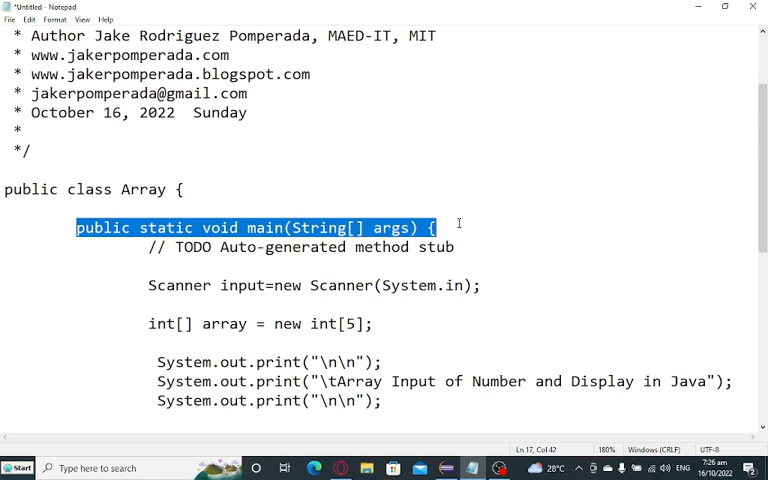 *Untitled - Notepad
File Edit Format View Help
* Author Jake Rodriguez Pomperada, MAED-IT, MIT
* www.jakerpomperada.com
* www.jakerpomperada.blogspot.com
* jakerpomperada@gmail.com
* October 16, 2022  Sunday
*
*/
public class Array {
public static void main(String[] args) {
// TODO Auto-generated method stub
Scanner input=new Scanner(System.in);
int[] array = new int[5];
System.out.print("\n\n");
System.out.print("\tArray Input of Number and Display in Java");
System.out.print("\n\n");
Ln 17, Col 42 180% Windows (CRLF) UTF-8
Start Type here to search 28°C ENG 7:26 am 16/10/2022 2